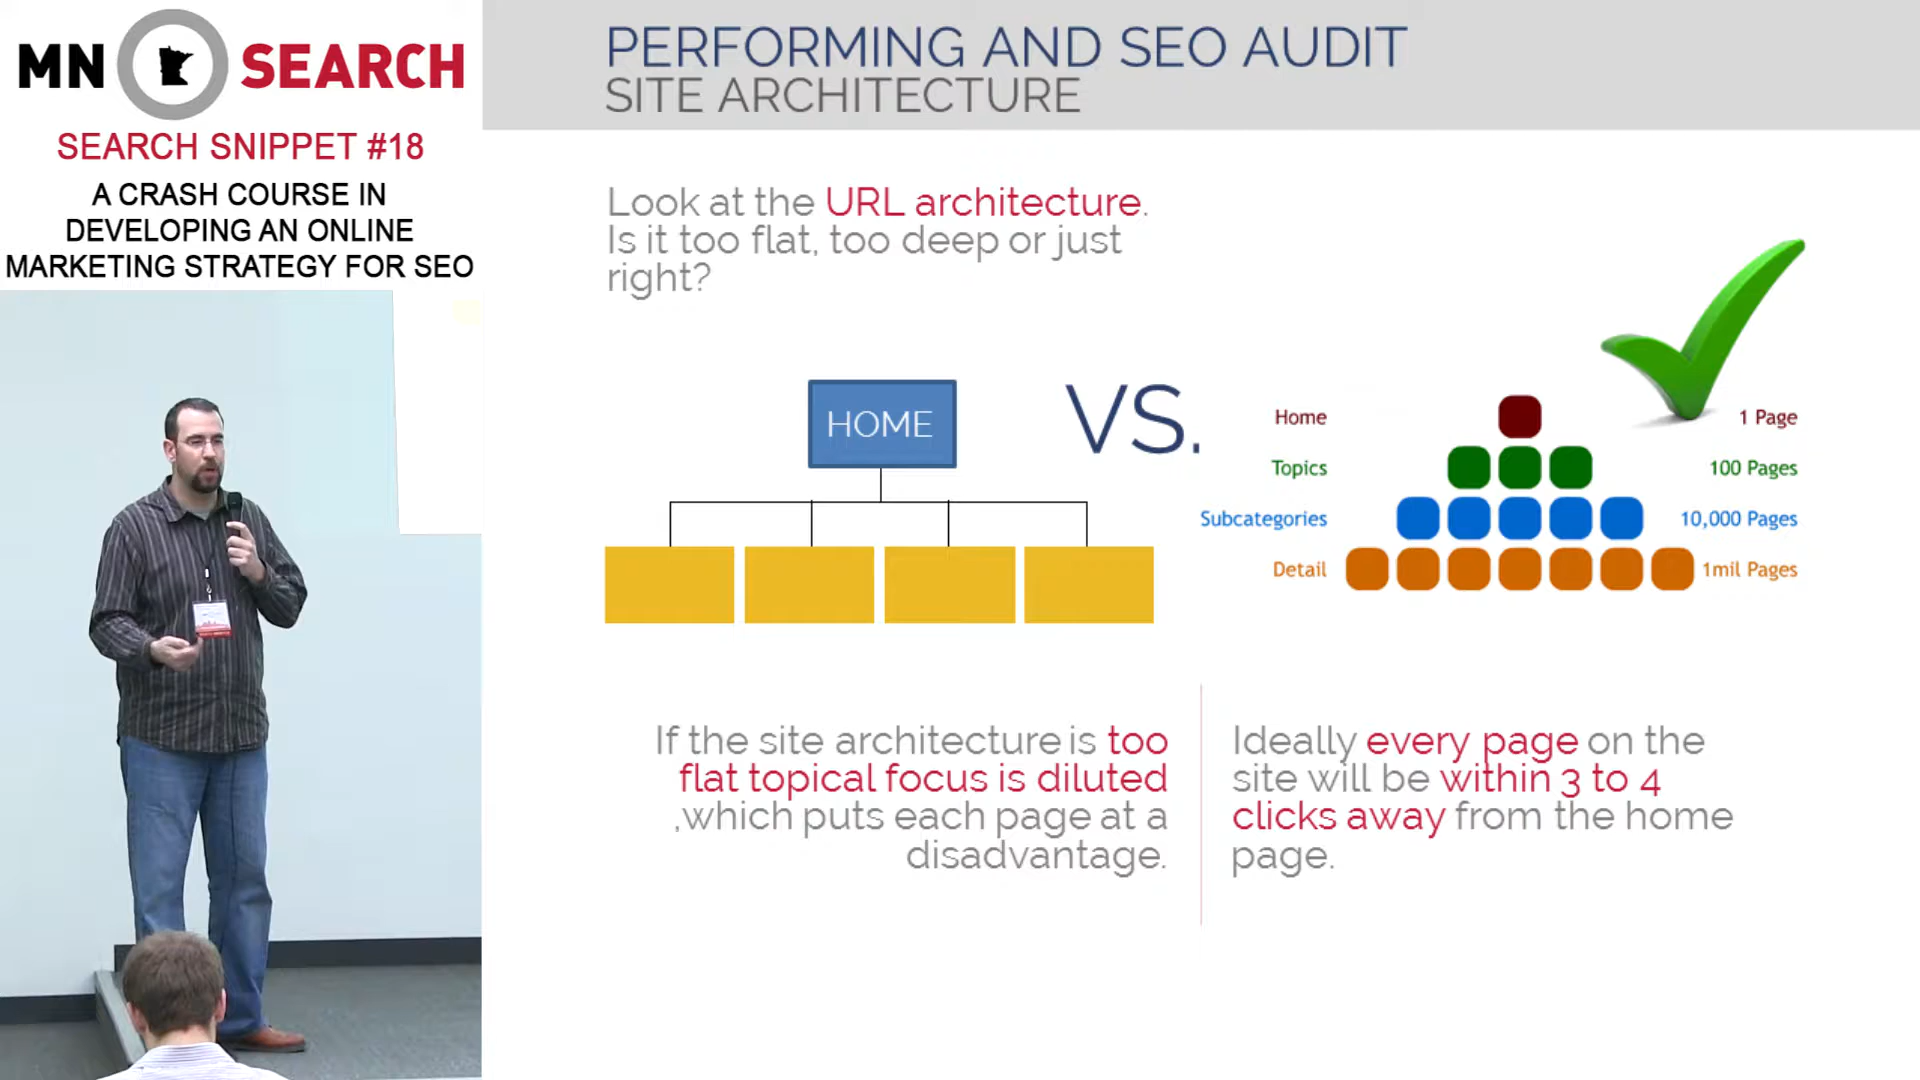 MN SEARCH
SEARCH SNIPPET #18
A CRASH COURSE IN
DEVELOPING AN ONLINE
MARKETING STRATEGY FOR SEO
PERFORMING AND SEO AUDIT
SITE ARCHITECTURE
Look at the URL architecture.
Is it too flat, too deep or just
right?
HOME
VS.
Home 1 Page
Topics 100 Pages
Subcategories 10,000 Pages
Detail 1mil Pages
If the site architecture is too
flat topical focus is diluted
,which puts each page at a
disadvantage.
Ideally every page on the
site will be within 3 to 4
clicks away from the home
page.